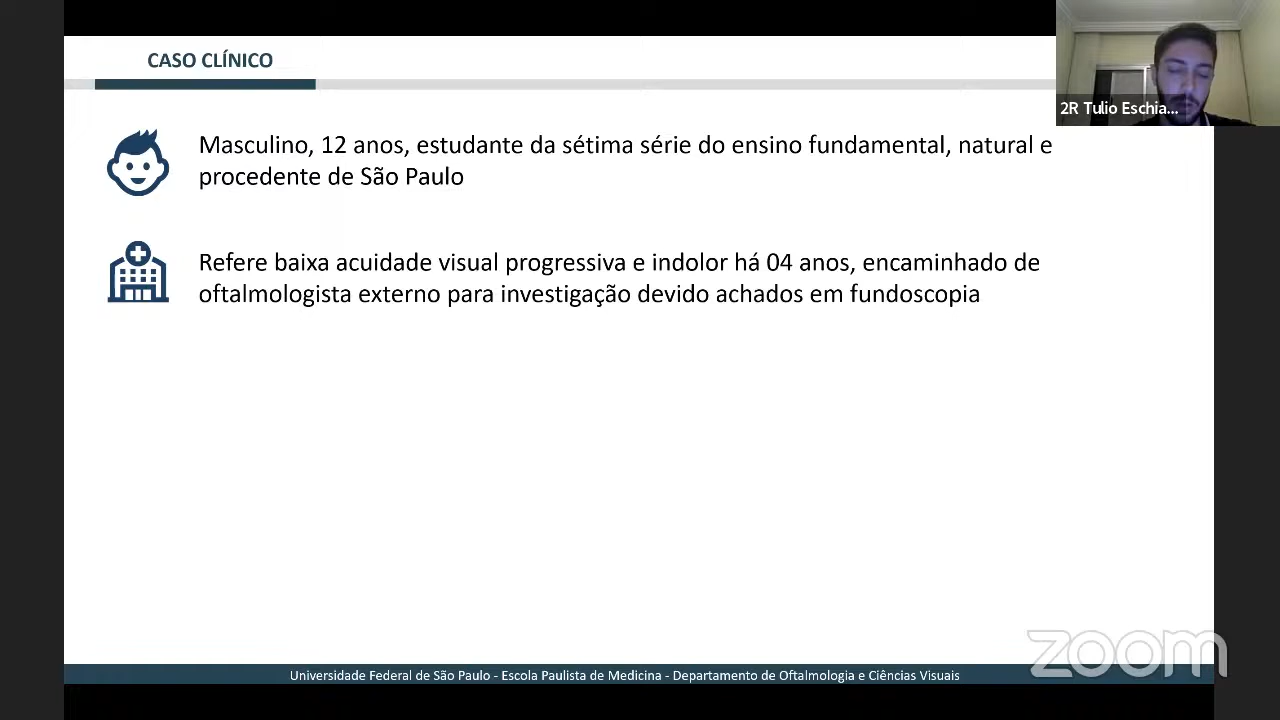 CASO CLÍNICO
2R Tulio Eschia...
Masculino, 12 anos, estudante da sétima série do ensino fundamental, natural e
procedente de São Paulo
Refere baixa acuidade visual progressiva e indolor há 04 anos, encaminhado de
oftalmologista externo para investigação devido achados em fundoscopia
zoom
Universidade Federal de São Paulo - Escola Paulista de Medicina - Departamento de Oftalmologia e Ciências Visuais